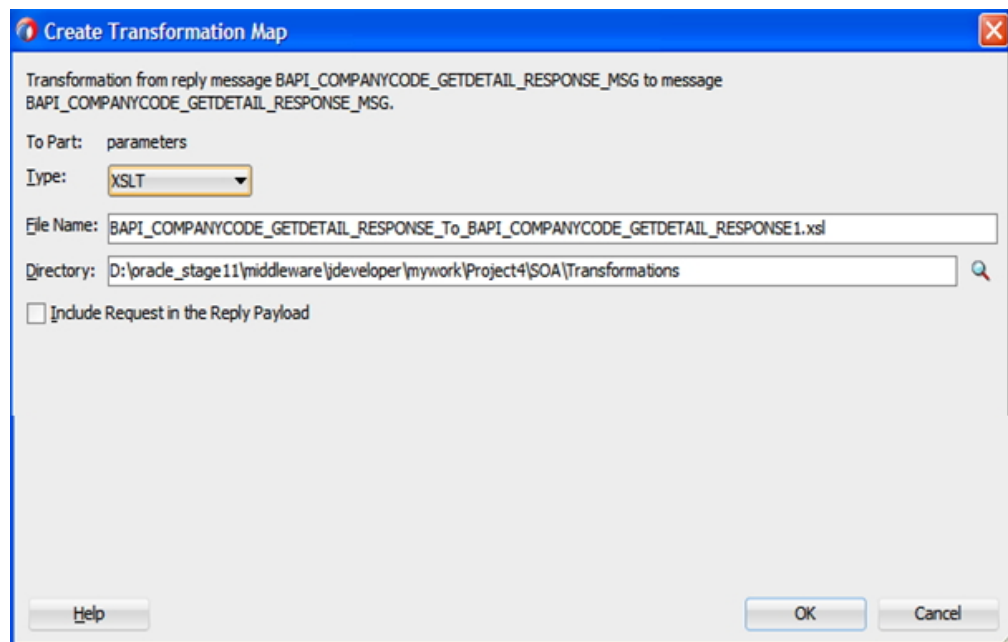 Create Transformation Map
Transformation from reply message BAPI_COMPANYCODE_GETDETAIL_RESPONSE_MSG to message
BAPI_COMPANYCODE_GETDETAIL_RESPONSE_MSG.
To Part: parameters
Type: XSLT
File Name: BAPI_COMPANYCODE_GETDETAIL_RESPONSE_To_BAPI_COMPANYCODE_GETDETAIL_RESPONSE1.xsl
Directory: D:\oracle_stage11\middleware\jdeveloper\mywork\Project4\SOA\Transformations
Include Request in the Reply Payload
Help OK Cancel